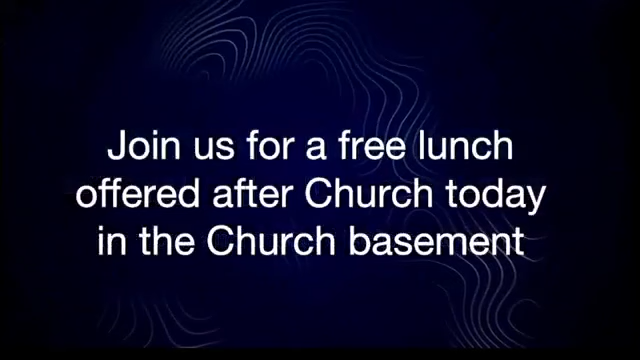 Join us for a free lunch
offered after Church today
in the Church basement